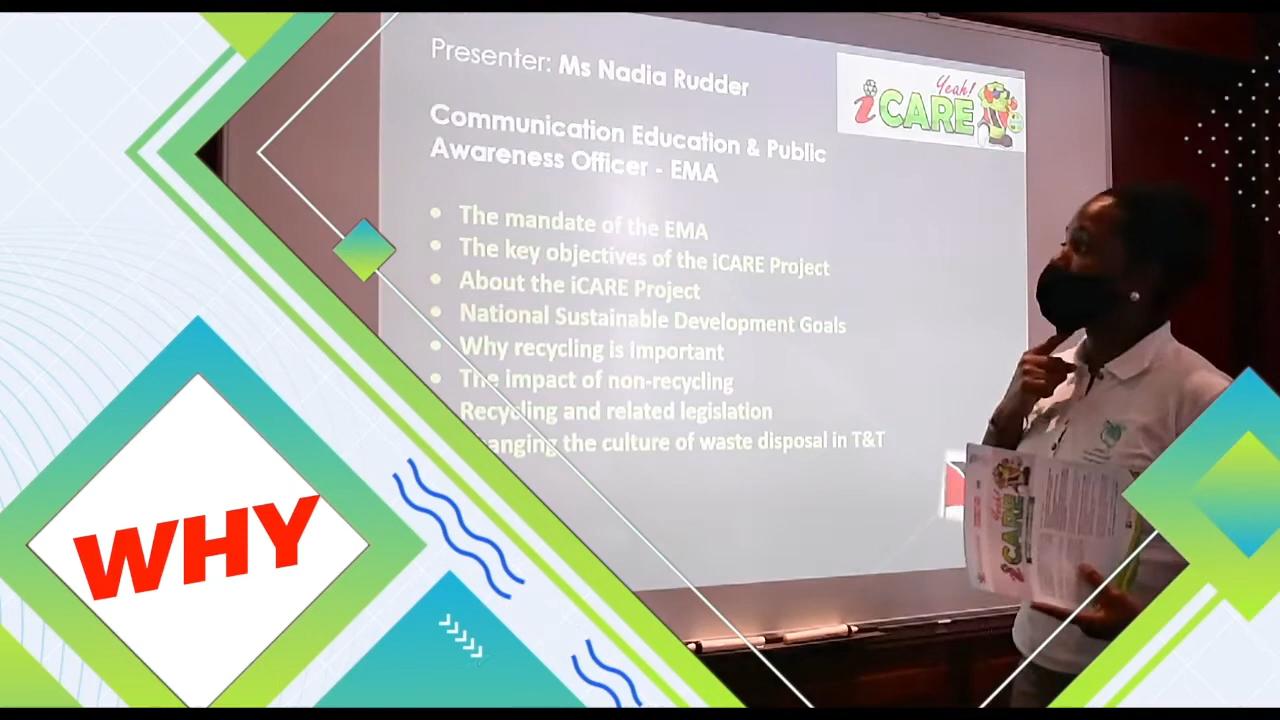 Presenter: Ms Nadia Rudder
Yeah!
iCARE
Communication Education & Public
Awareness Officer - EMA
• The mandate of the EMA
• The key objectives of the iCARE Project
• About the iCARE Project
• National Sustainable Development Goals
• Why recycling is Important
• The impact of non-recycling
Recycling and related legislation
anging the culture of waste disposal in T&T
WHY
iCARE